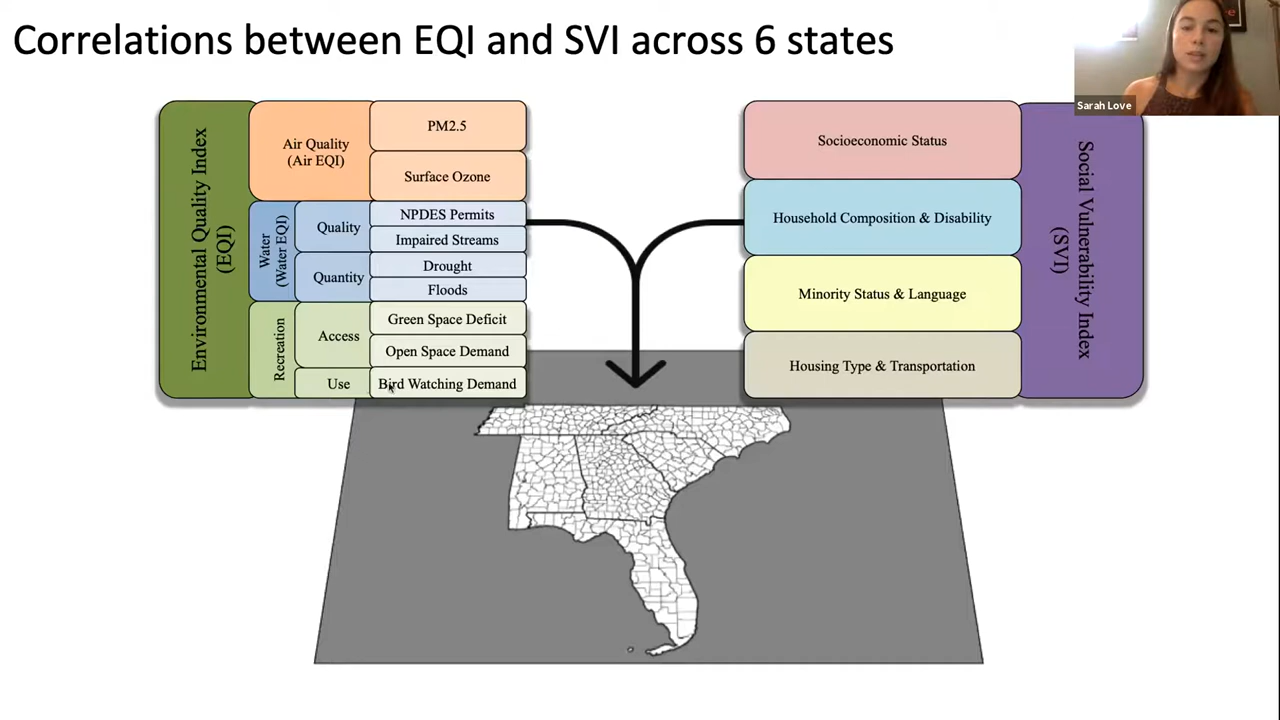 Correlations between EQI and SVI across 6 states
Sarah Love
Environmental Quality Index
(EQI)
Air Quality
(Air EQI)
PM2.5
Surface Ozone
Water
(Water EQI)
Quality
NPDES Permits
Impaired Streams
Quantity
Drought
Floods
Recreation
Access
Green Space Deficit
Open Space Demand
Use
Bird Watching Demand
Socioeconomic Status
Household Composition & Disability
Minority Status & Language
Housing Type & Transportation
Social Vulnerability Index
(SVI)